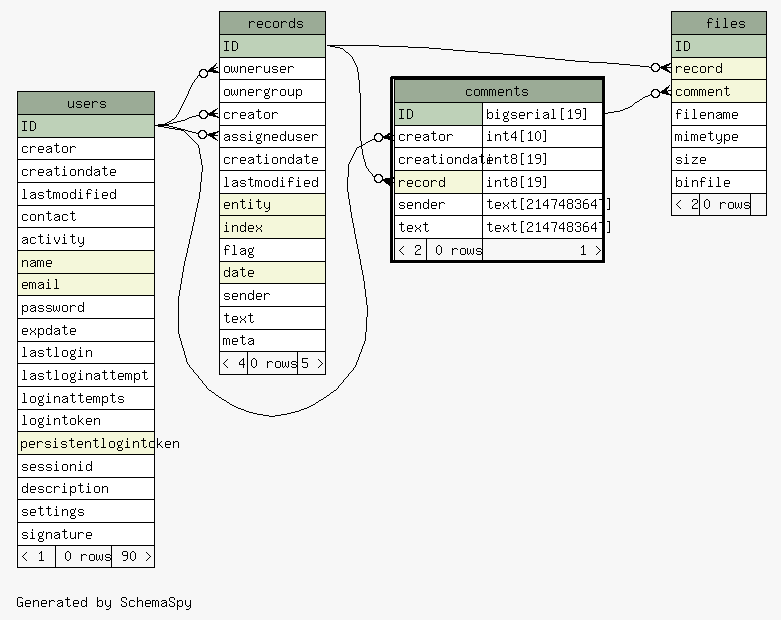 users
ID
creator
creationdate
lastmodified
contact
activity
name
email
password
expdate
lastlogin
lastloginattempt
loginattempts
logintoken
persistentlogintoken
sessionid
description
settings
signature
< 1 0 rows 90 >
records
ID
owneruser
ownergroup
creator
assigneduser
creationdate
lastmodified
entity
index
flag
date
sender
text
meta
< 4 0 rows 5 >
comments
ID bigserial[19]
creator int4[10]
creationdate int8[19]
record int8[19]
sender text[2147483647]
text text[2147483647]
< 2 0 rows 1 >
files
ID
record
comment
filename
mimetype
size
binfile
< 2 0 rows
Generated by SchemaSpy